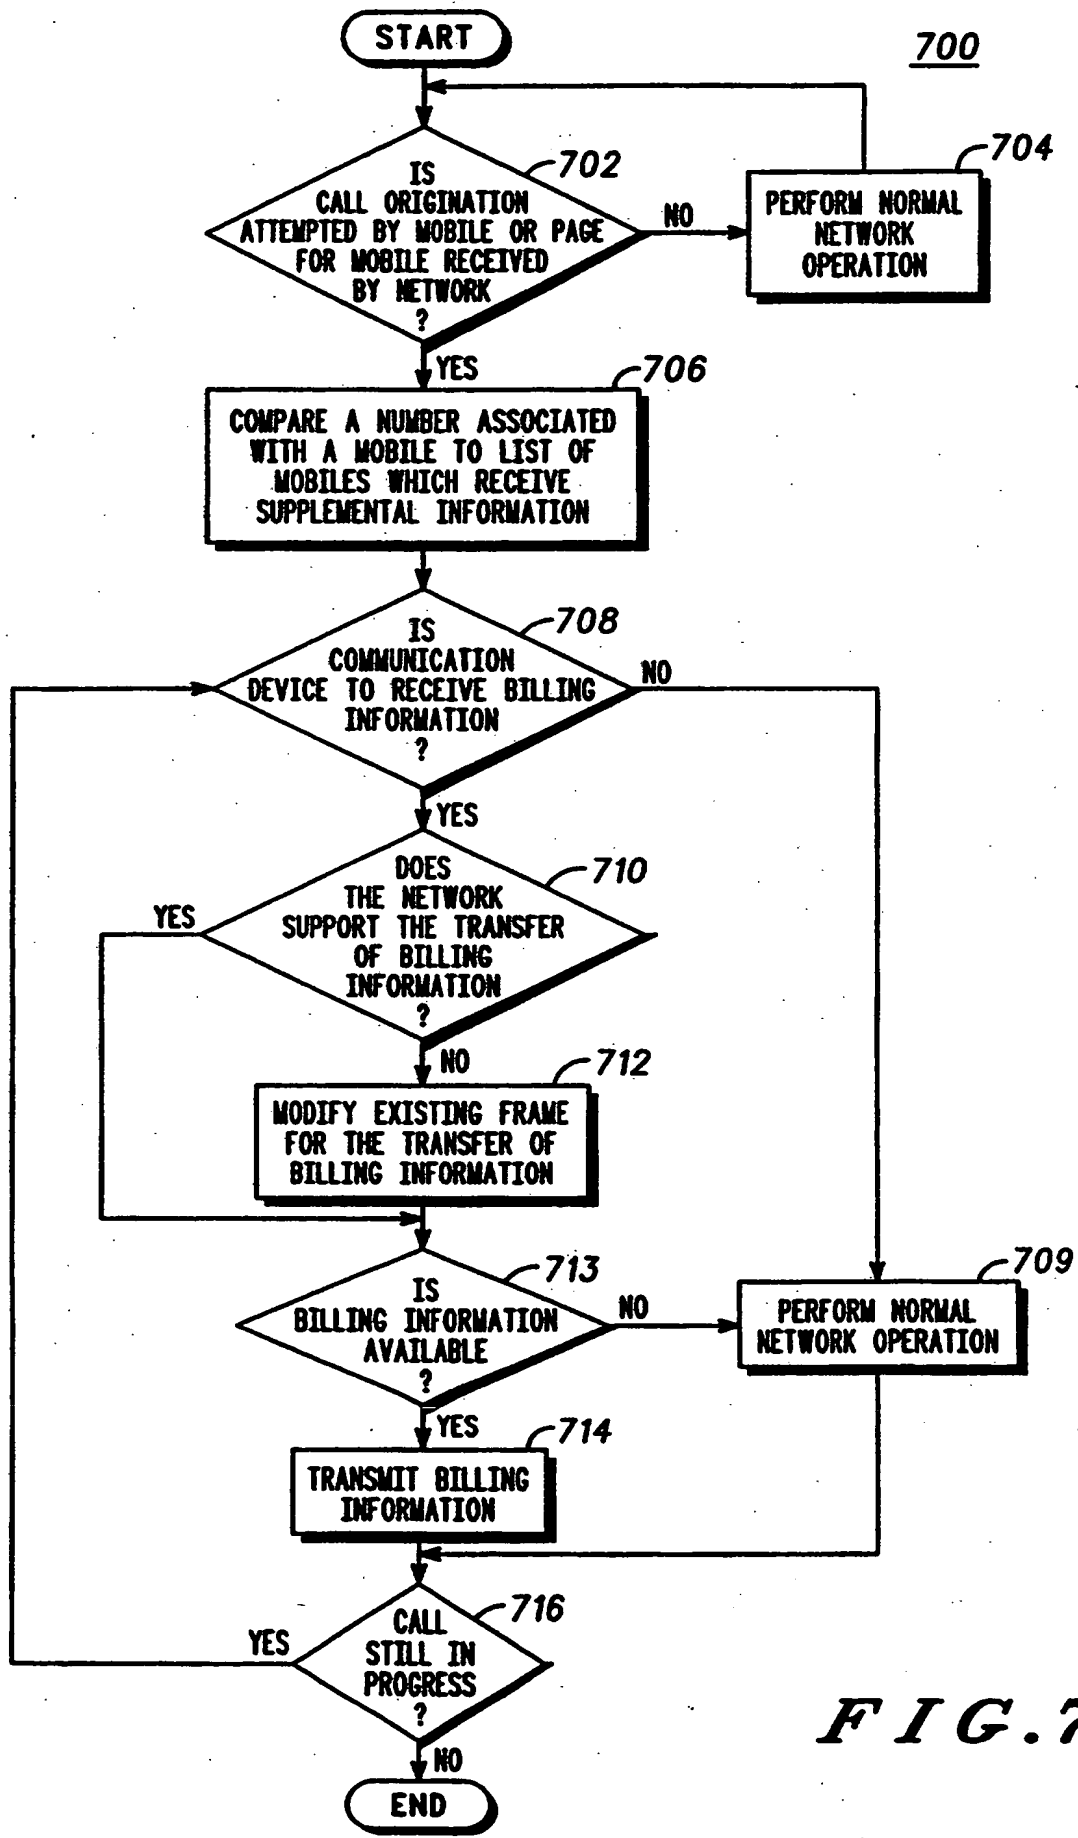 START
700
702
IS
CALL ORIGINATION
ATTEMPTED BY MOBILE OR PAGE
FOR MOBILE RECEIVED
BY NETWORK
?
NO
704
PERFORM NORMAL
NETWORK
OPERATION
YES
706
COMPARE A NUMBER ASSOCIATED
WITH A MOBILE TO LIST OF
MOBILES WHICH RECEIVE
SUPPLEMENTAL INFORMATION
708
IS
COMMUNICATION
DEVICE TO RECEIVE BILLING
INFORMATION
?
NO
YES
710
DOES
THE NETWORK
SUPPORT THE TRANSFER
OF BILLING
INFORMATION
?
YES
NO
712
MODIFY EXISTING FRAME
FOR THE TRANSFER OF
BILLING INFORMATION
713
IS
BILLING INFORMATION
AVAILABLE
?
NO
709
PERFORM NORMAL
NETWORK OPERATION
YES
714
TRANSMIT BILLING
INFORMATION
716
CALL
STILL IN
PROGRESS
?
YES
NO
END
FIG.7